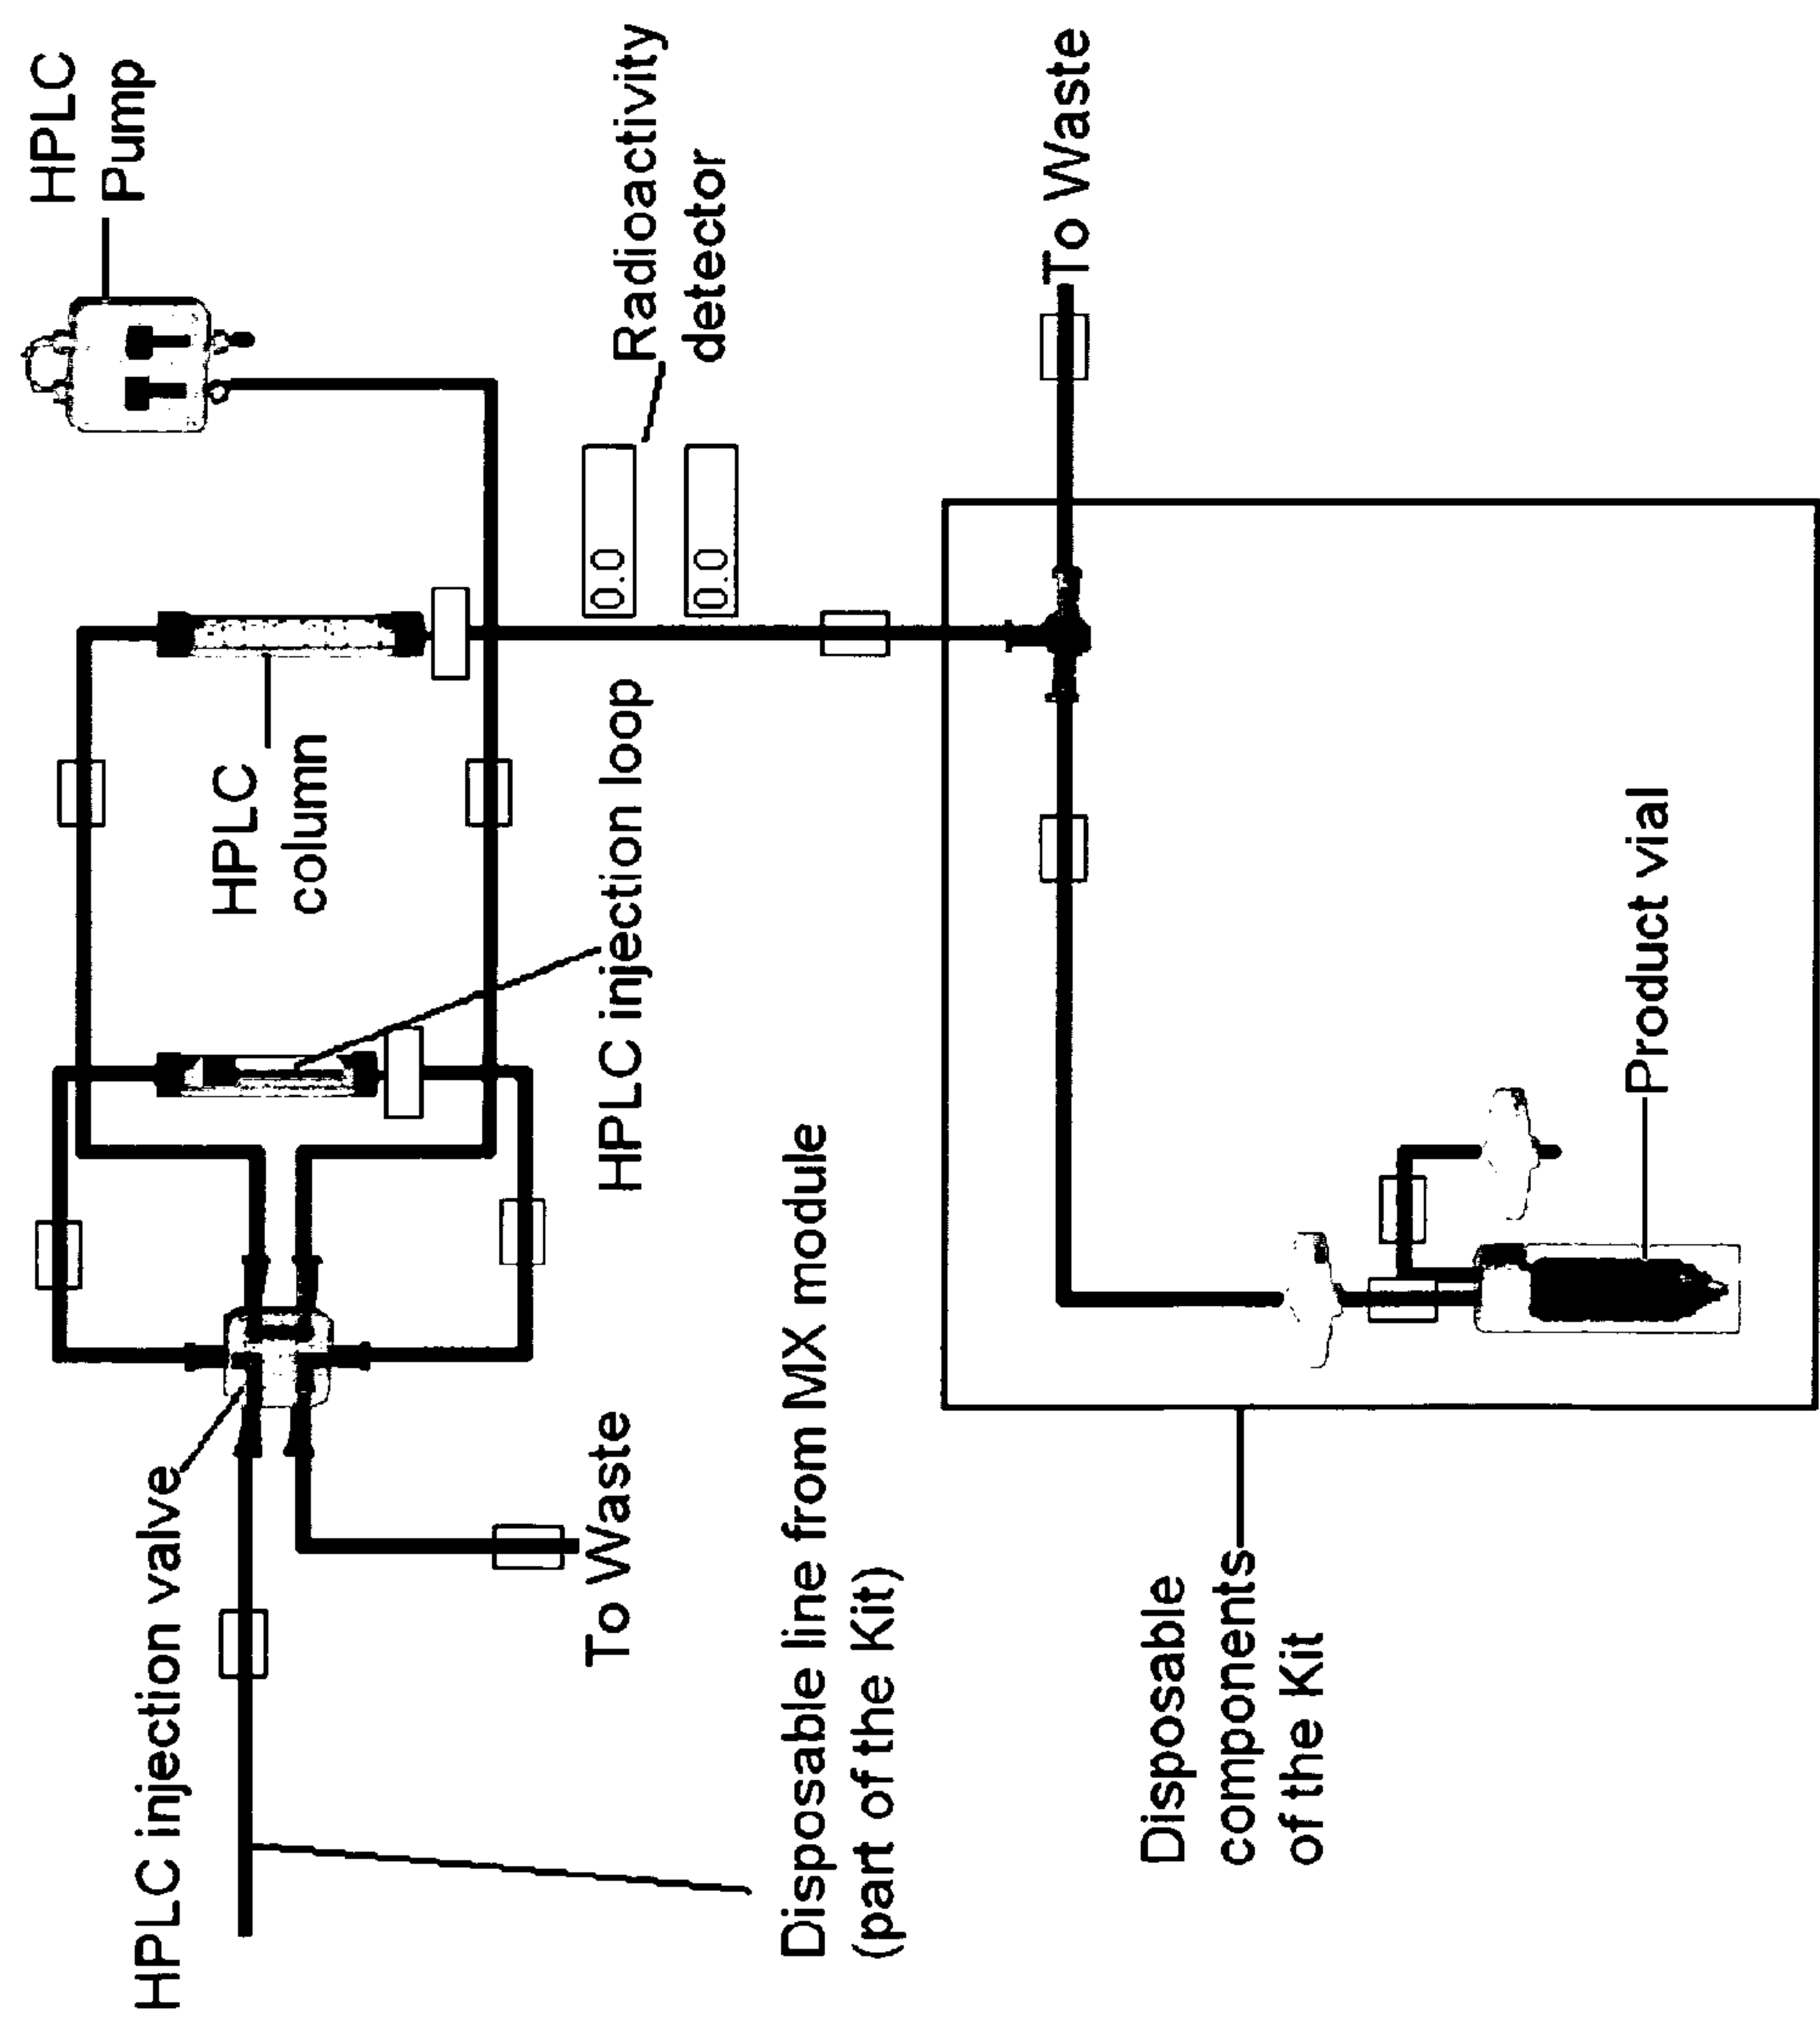 HPLC
Pump
Radioactivity
detector
0.0
0.0
To Waste
HPLC
column
HPLC injection loop
Product vial
HPLC injection valve
To Waste
Disposable line from MX module
(part of the Kit)
Disposable
components
of the Kit